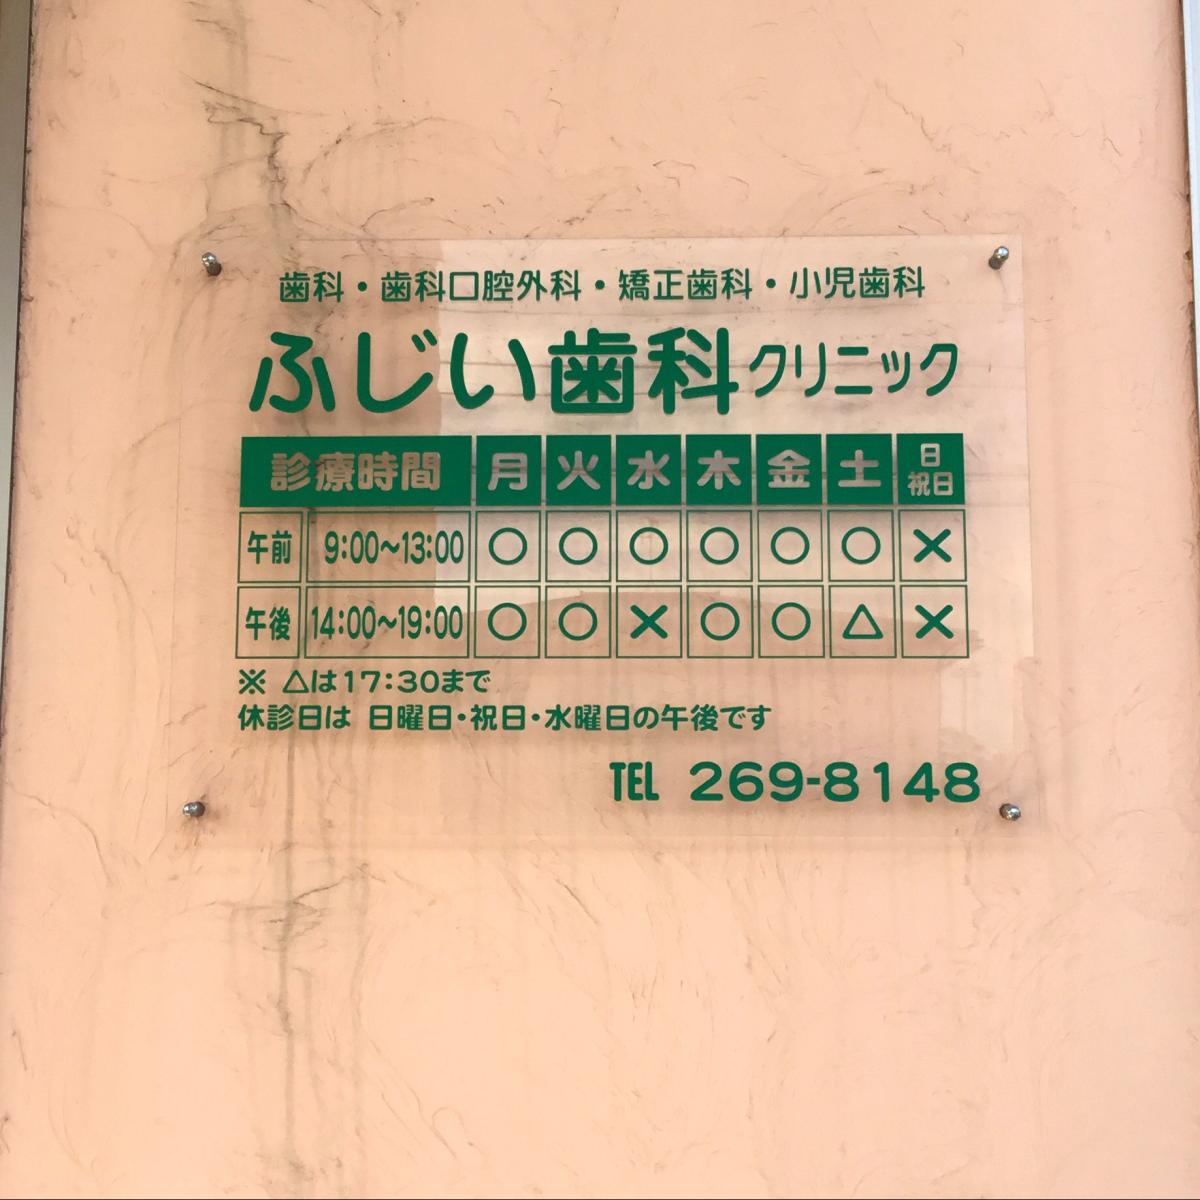 歯科・歯科口腔外科・矯正歯科・小児歯科
ふじい歯科クリニック
診療時間 月 火 水 木 金 土 日祝日
午前 9:00~13:00 ○ ○ ○ ○ ○ ○ ×
午後 14:00~19:00 ○ ○ × ○ ○ △ ×
※ △は17:30まで
休診日は 日曜日・祝日・水曜日の午後です
TEL 269-8148